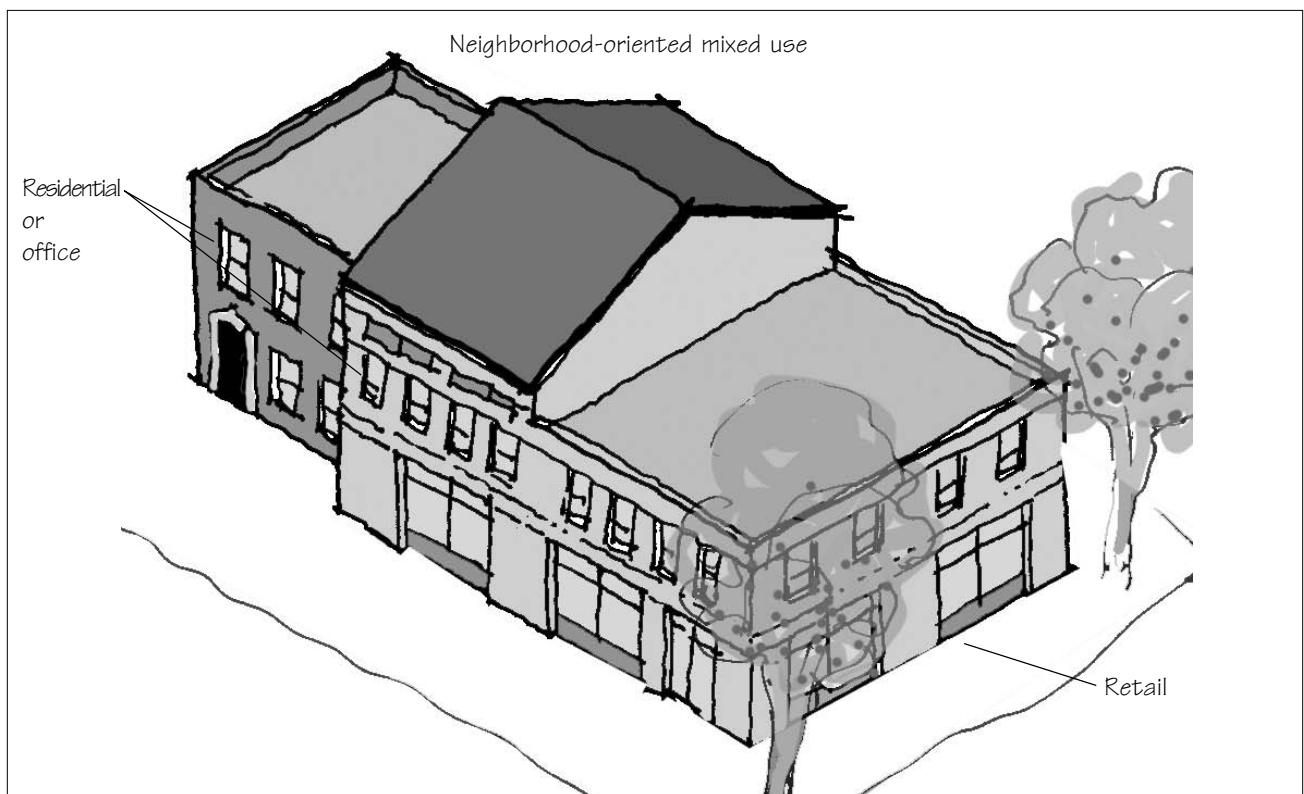 Neighborhood-oriented mixed use
Residential
or
office
Retail